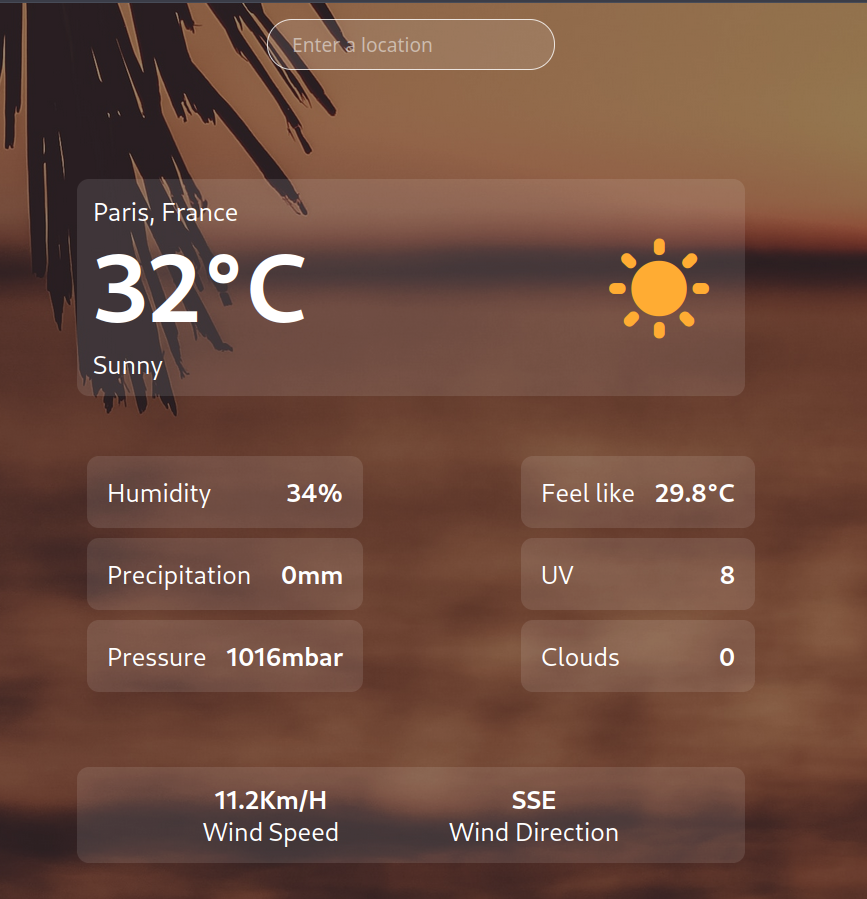 Enter a location
Paris, France
32°C
Sunny
Humidity 34%
Feel like 29.8°C
Precipitation 0mm
UV 8
Pressure 1016mbar
Clouds 0
11.2Km/H SSE
Wind Speed Wind Direction